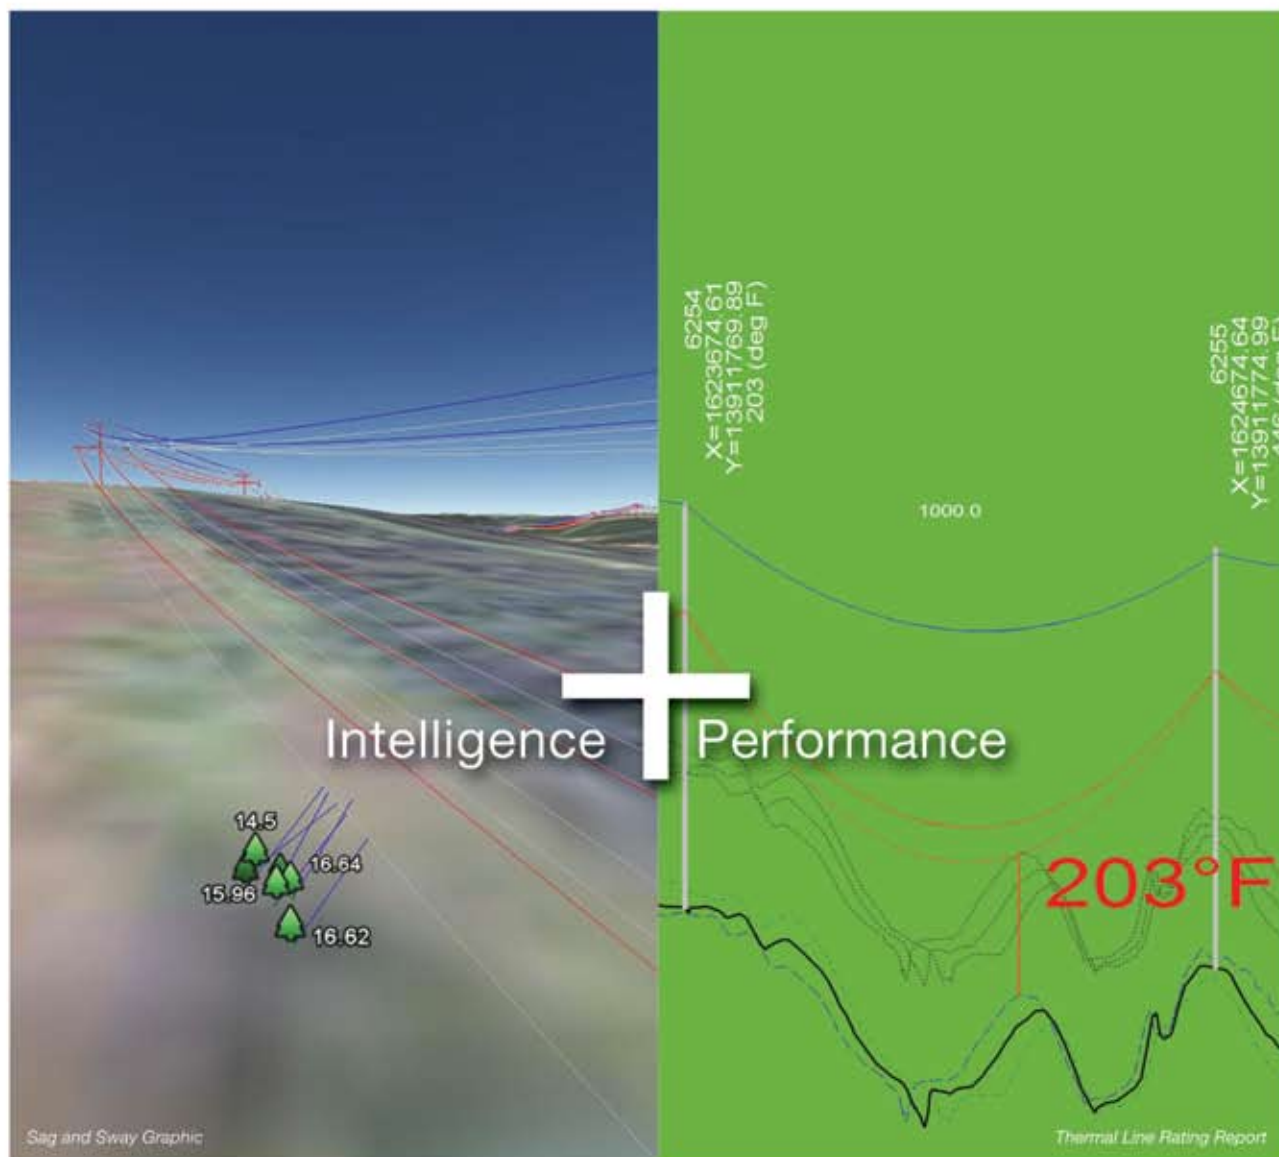 6254
X=1623674.61
Y=13911769.89
203 (deg F)
6255
X=1624674.64
Y=13911774.99
1000.0
Intelligence
Performance
14.5
16.64
15.96
16.62
203°F
Sag and Sway Graphic
Thermal Line Rating Report